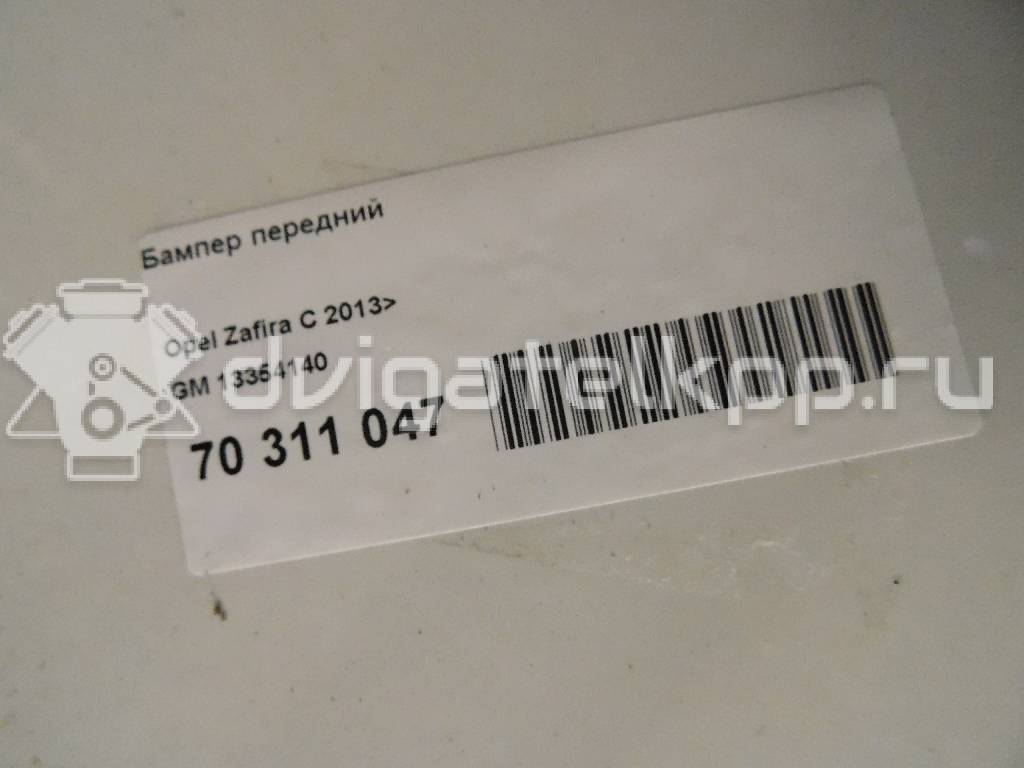 Бампер передний
Opel Zafira C 2013>
GM 13354140
70 311 047
dvigatelkpp.ru